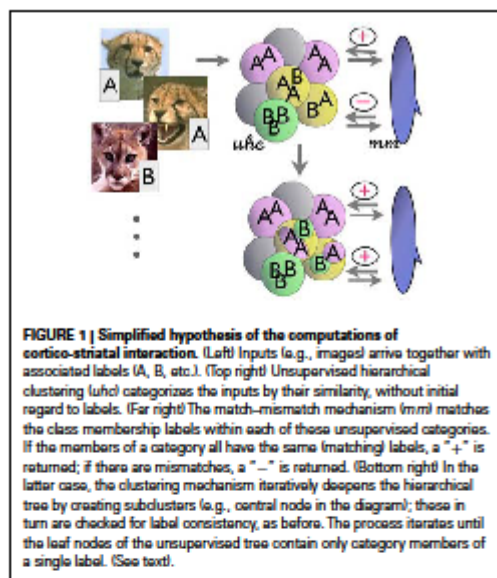 A
A
B
A A
A A
A B A
B A
B B B
uhc
mm
+
−
A A
A A
B
A A
B A
B B B
+
+
FIGURE 1 | Simplified hypothesis of the computations of
cortico-striatal interaction. (Left) Inputs (e.g., images) arrive together with
associated labels (A, B, etc.). (Top right) Unsupervised hierarchical
clustering (uhc) categorizes the inputs by their similarity, without initial
regard to labels. (Far right) The match–mismatch mechanism (mm) matches
the class membership labels within each of these unsupervised categories.
If the members of a category all have the same (matching) labels, a "+" is
returned; if there are mismatches, a "−" is returned. (Bottom right) In the
latter case, the clustering mechanism iteratively deepens the hierarchical
tree by creating subclusters (e.g., central node in the diagram); these in
turn are checked for label consistency, as before. The process iterates until
the leaf nodes of the unsupervised tree contain only category members of
a single label. (See text).